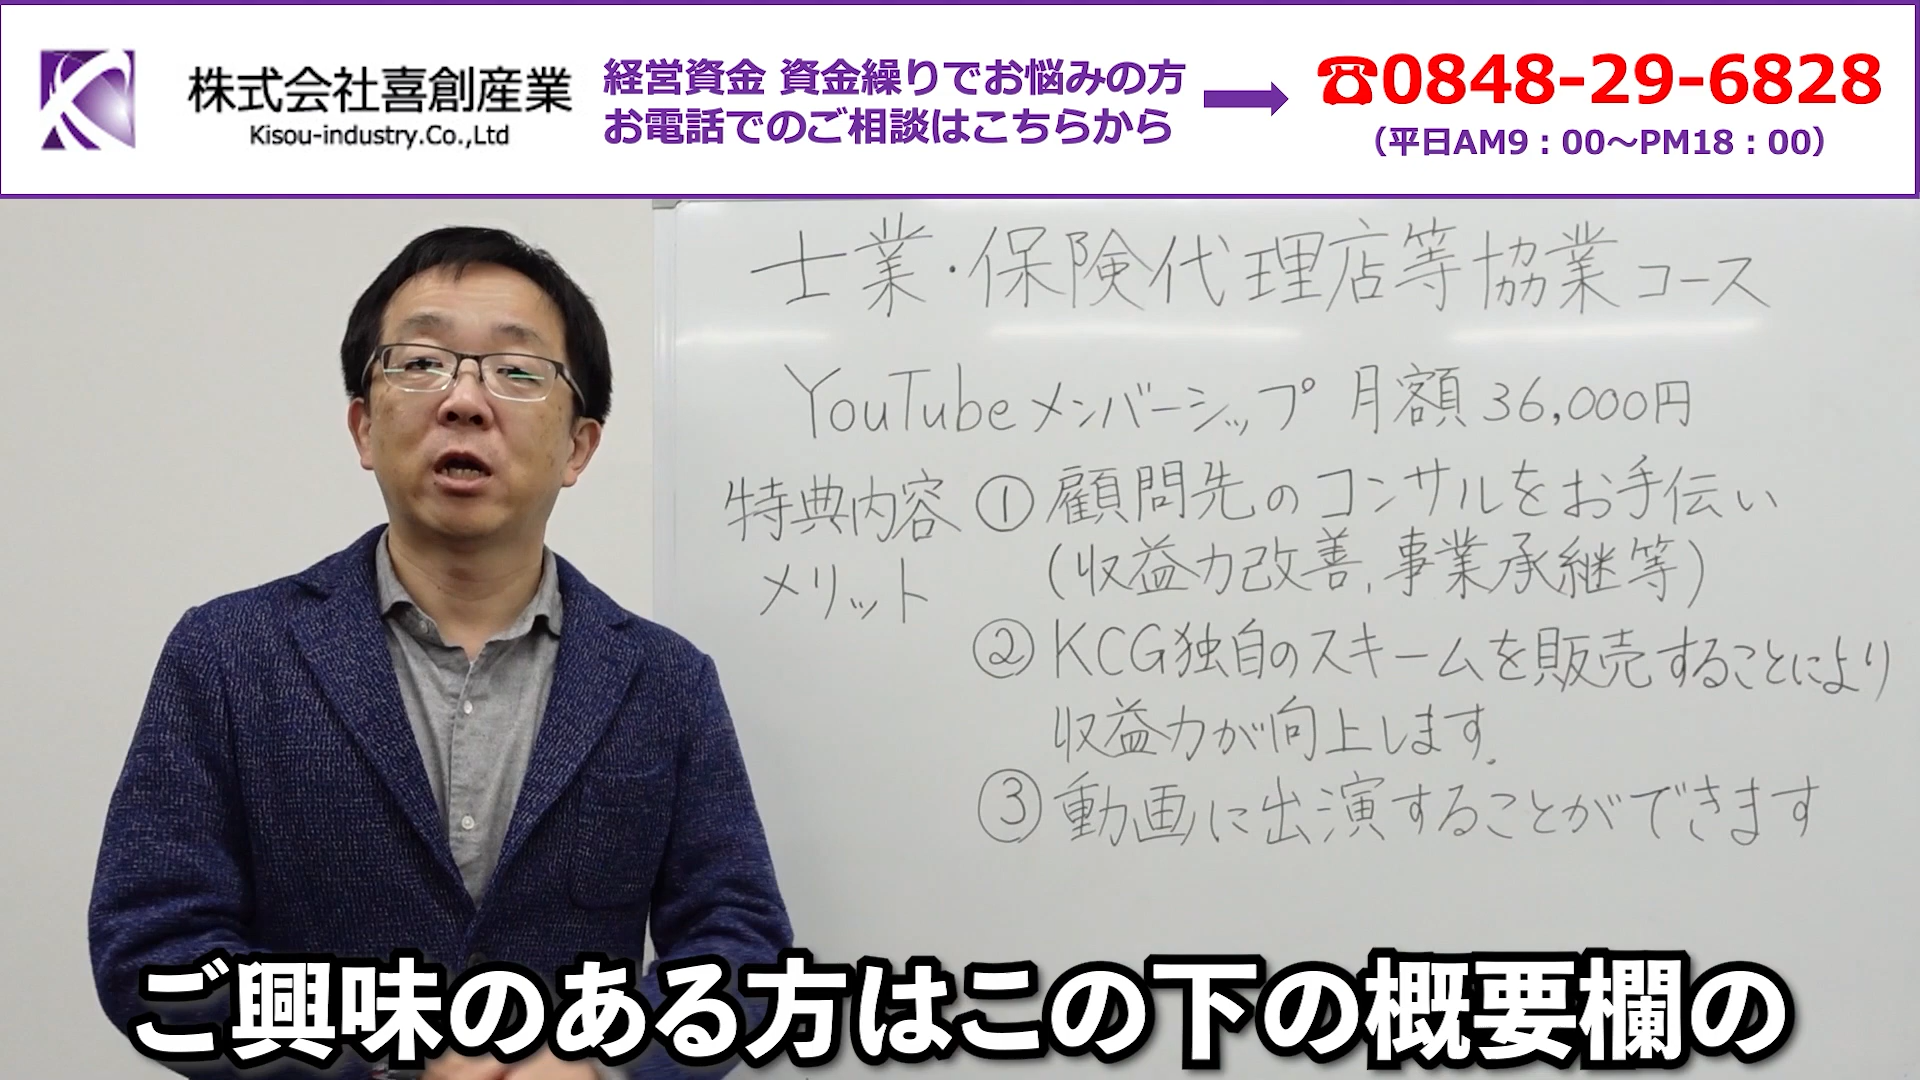 株式会社喜創産業
Kisou-industry.Co.,Ltd
経営資金 資金繰りでお悩みの方
お電話でのご相談はこちらから
☎0848-29-6828
（平日AM9：00～PM18：00）
士業・保険代理店等協業コース
YouTubeメンバーシップ 月額36,000円
特典内容 ①顧問先のコンサルをお手伝い
メリット (収益力改善,事業承継等)
②KCG独自のスキームを販売することにより
収益力が向上します.
③動画に出演することができます
ご興味のある方はこの下の概要欄の